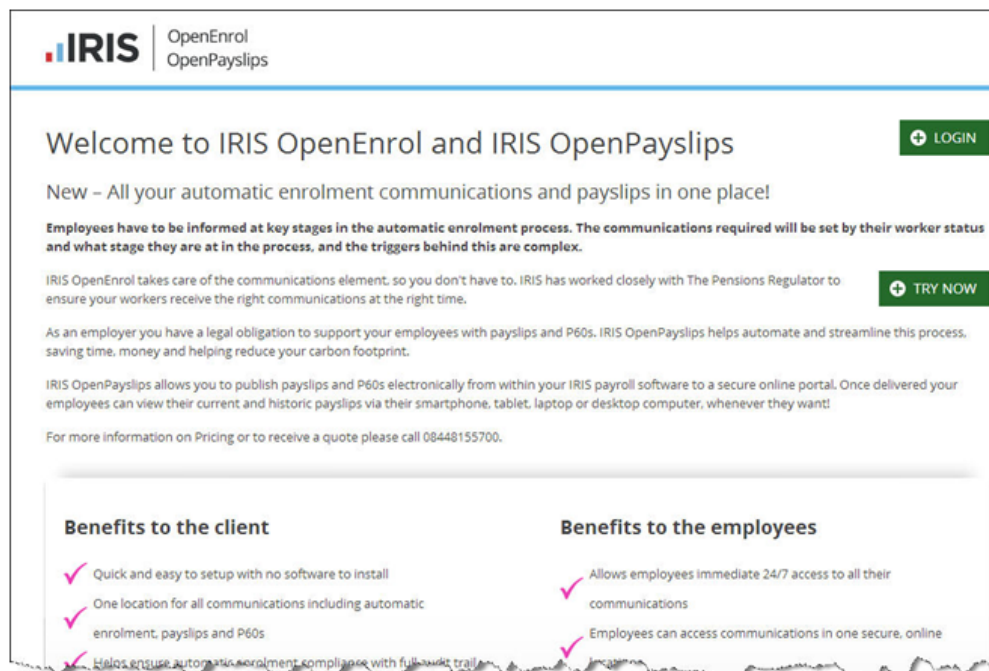 IRIS
OpenEnrol
OpenPayslips
Welcome to IRIS OpenEnrol and IRIS OpenPayslips
LOGIN
New – All your automatic enrolment communications and payslips in one place!
Employees have to be informed at key stages in the automatic enrolment process. The communications required will be set by their worker status
and what stage they are at in the process, and the triggers behind this are complex.
IRIS OpenEnrol takes care of the communications element, so you don't have to. IRIS has worked closely with The Pensions Regulator to
ensure your workers receive the right communications at the right time.
TRY NOW
As an employer you have a legal obligation to support your employees with payslips and P60s. IRIS OpenPayslips helps automate and streamline this process,
saving time, money and helping reduce your carbon footprint.
IRIS OpenPayslips allows you to publish payslips and P60s electronically from within your IRIS payroll software to a secure online portal. Once delivered your
employees can view their current and historic payslips via their smartphone, tablet, laptop or desktop computer, whenever they want!
For more information on Pricing or to receive a quote please call 08448155700.
Benefits to the client
Quick and easy to setup with no software to install
One location for all communications including automatic
enrolment, payslips and P60s
Helps ensure automatic enrolment compliance with full audit trail
Benefits to the employees
Allows employees immediate 24/7 access to all their
communications
Employees can access communications in one secure, online
location